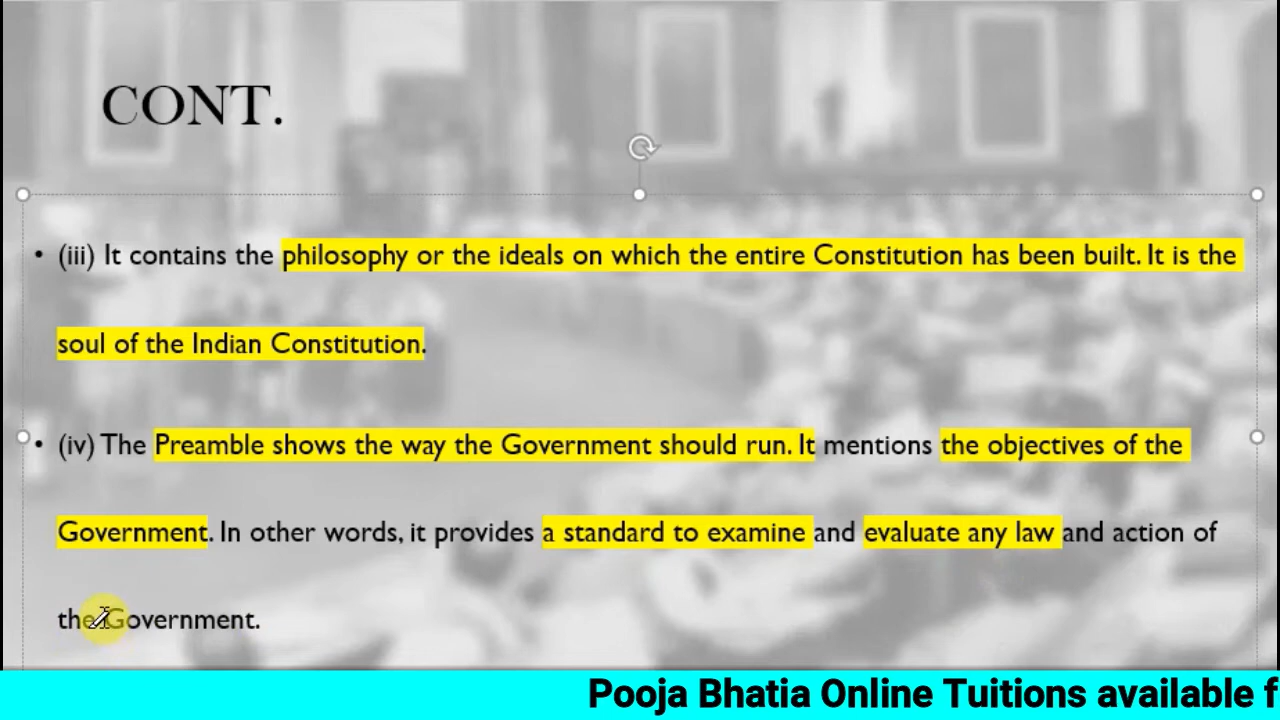 CONT.
• (iii) It contains the philosophy or the ideals on which the entire Constitution has been built. It is the
soul of the Indian Constitution.
• (iv) The Preamble shows the way the Government should run. It mentions the objectives of the
Government. In other words, it provides a standard to examine and evaluate any law and action of
the Government.
Pooja Bhatia Online Tuitions available f